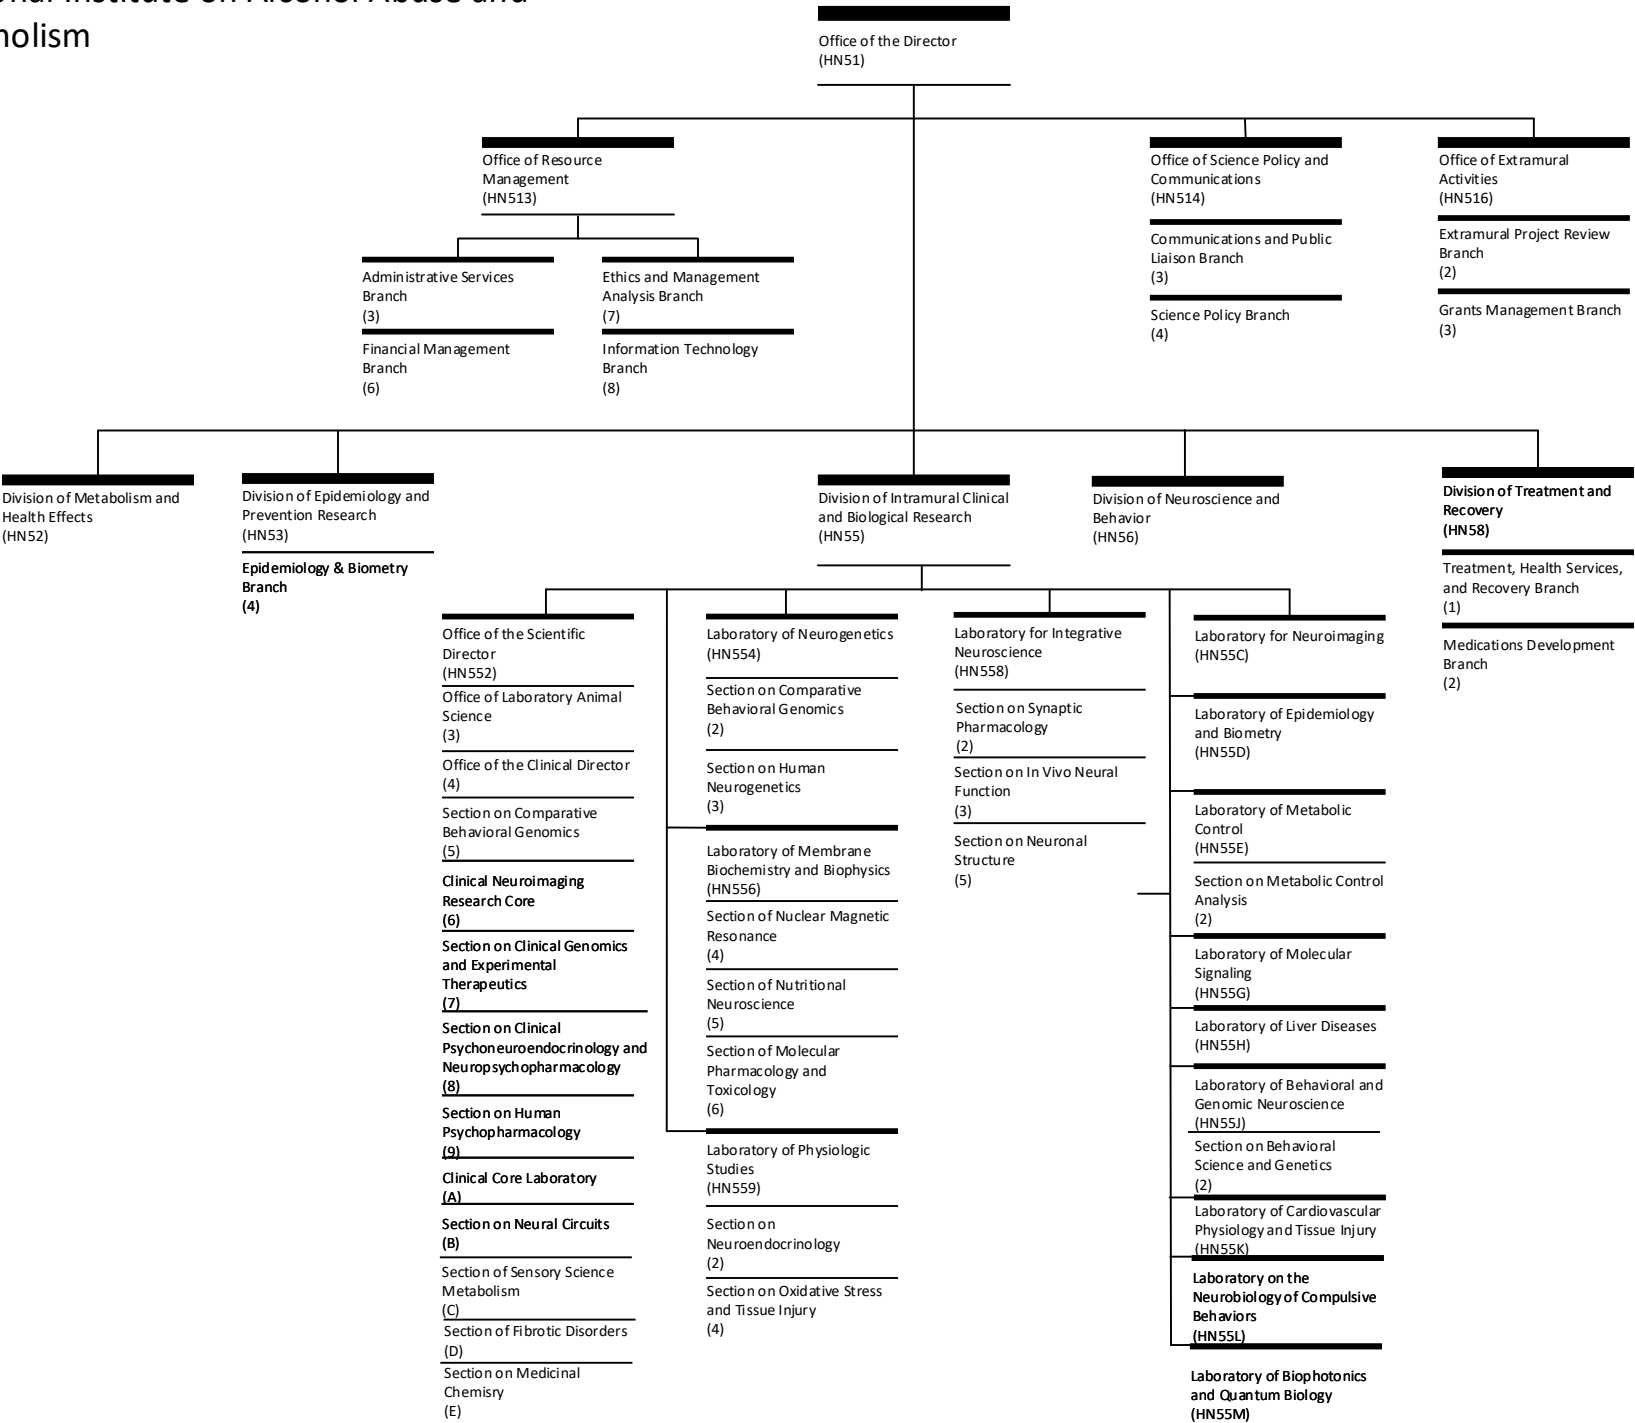 onal Institute on Alcohol Abuse and
holism
Office of the Director
(HN51)
Office of Resource
Management
(HN513)
Administrative Services
Branch
(3)
Financial Management
Branch
(6)
Ethics and Management
Analysis Branch
(7)
Information Technology
Branch
(8)
Office of Science Policy and
Communications
(HN514)
Communications and Public
Liaison Branch
(3)
Science Policy Branch
(4)
Office of Extramural
Activities
(HN516)
Extramural Project Review
Branch
(2)
Grants Management Branch
(3)
Division of Metabolism and
Health Effects
(HN52)
Division of Epidemiology and
Prevention Research
(HN53)
Epidemiology & Biometry
Branch
(4)
Division of Intramural Clinical
and Biological Research
(HN55)
Division of Neuroscience and
Behavior
(HN56)
Division of Treatment and
Recovery
(HN58)
Treatment, Health Services,
and Recovery Branch
(1)
Medications Development
Branch
(2)
Office of the Scientific
Director
(HN552)
Office of Laboratory Animal
Science
(3)
Office of the Clinical Director
(4)
Section on Comparative
Behavioral Genomics
(5)
Clinical Neuroimaging
Research Core
(6)
Section on Clinical Genomics
and Experimental
Therapeutics
(7)
Section on Clinical
Psychoneuroendocrinology and
Neuropsychopharmacology
(8)
Section on Human
Psychopharmacology
(9)
Clinical Core Laboratory
(A)
Section on Neural Circuits
(B)
Section of Sensory Science
Metabolism
(C)
Section of Fibrotic Disorders
(D)
Section on Medicinal
Chemisry
(E)
Laboratory of Neurogenetics
(HN554)
Section on Comparative
Behavioral Genomics
(2)
Section on Human
Neurogenetics
(3)
Laboratory of Membrane
Biochemistry and Biophysics
(HN556)
Section of Nuclear Magnetic
Resonance
(4)
Section of Nutritional
Neuroscience
(5)
Section of Molecular
Pharmacology and
Toxicology
(6)
Laboratory of Physiologic
Studies
(HN559)
Section on
Neuroendocrinology
(2)
Section on Oxidative Stress
and Tissue Injury
(4)
Laboratory for Integrative
Neuroscience
(HN558)
Section on Synaptic
Pharmacology
(2)
Section on In Vivo Neural
Function
(3)
Section on Neuronal
Structure
(5)
Laboratory for Neuroimaging
(HN55C)
Laboratory of Epidemiology
and Biometry
(HN55D)
Laboratory of Metabolic
Control
(HN55E)
Section on Metabolic Control
Analysis
(2)
Laboratory of Molecular
Signaling
(HN55G)
Laboratory of Liver Diseases
(HN55H)
Laboratory of Behavioral and
Genomic Neuroscience
(HN55J)
Section on Behavioral
Science and Genetics
(2)
Laboratory of Cardiovascular
Physiology and Tissue Injury
(HN55K)
Laboratory on the
Neurobiology of Compulsive
Behaviors
(HN55L)
Laboratory of Biophotonics
and Quantum Biology
(HN55M)